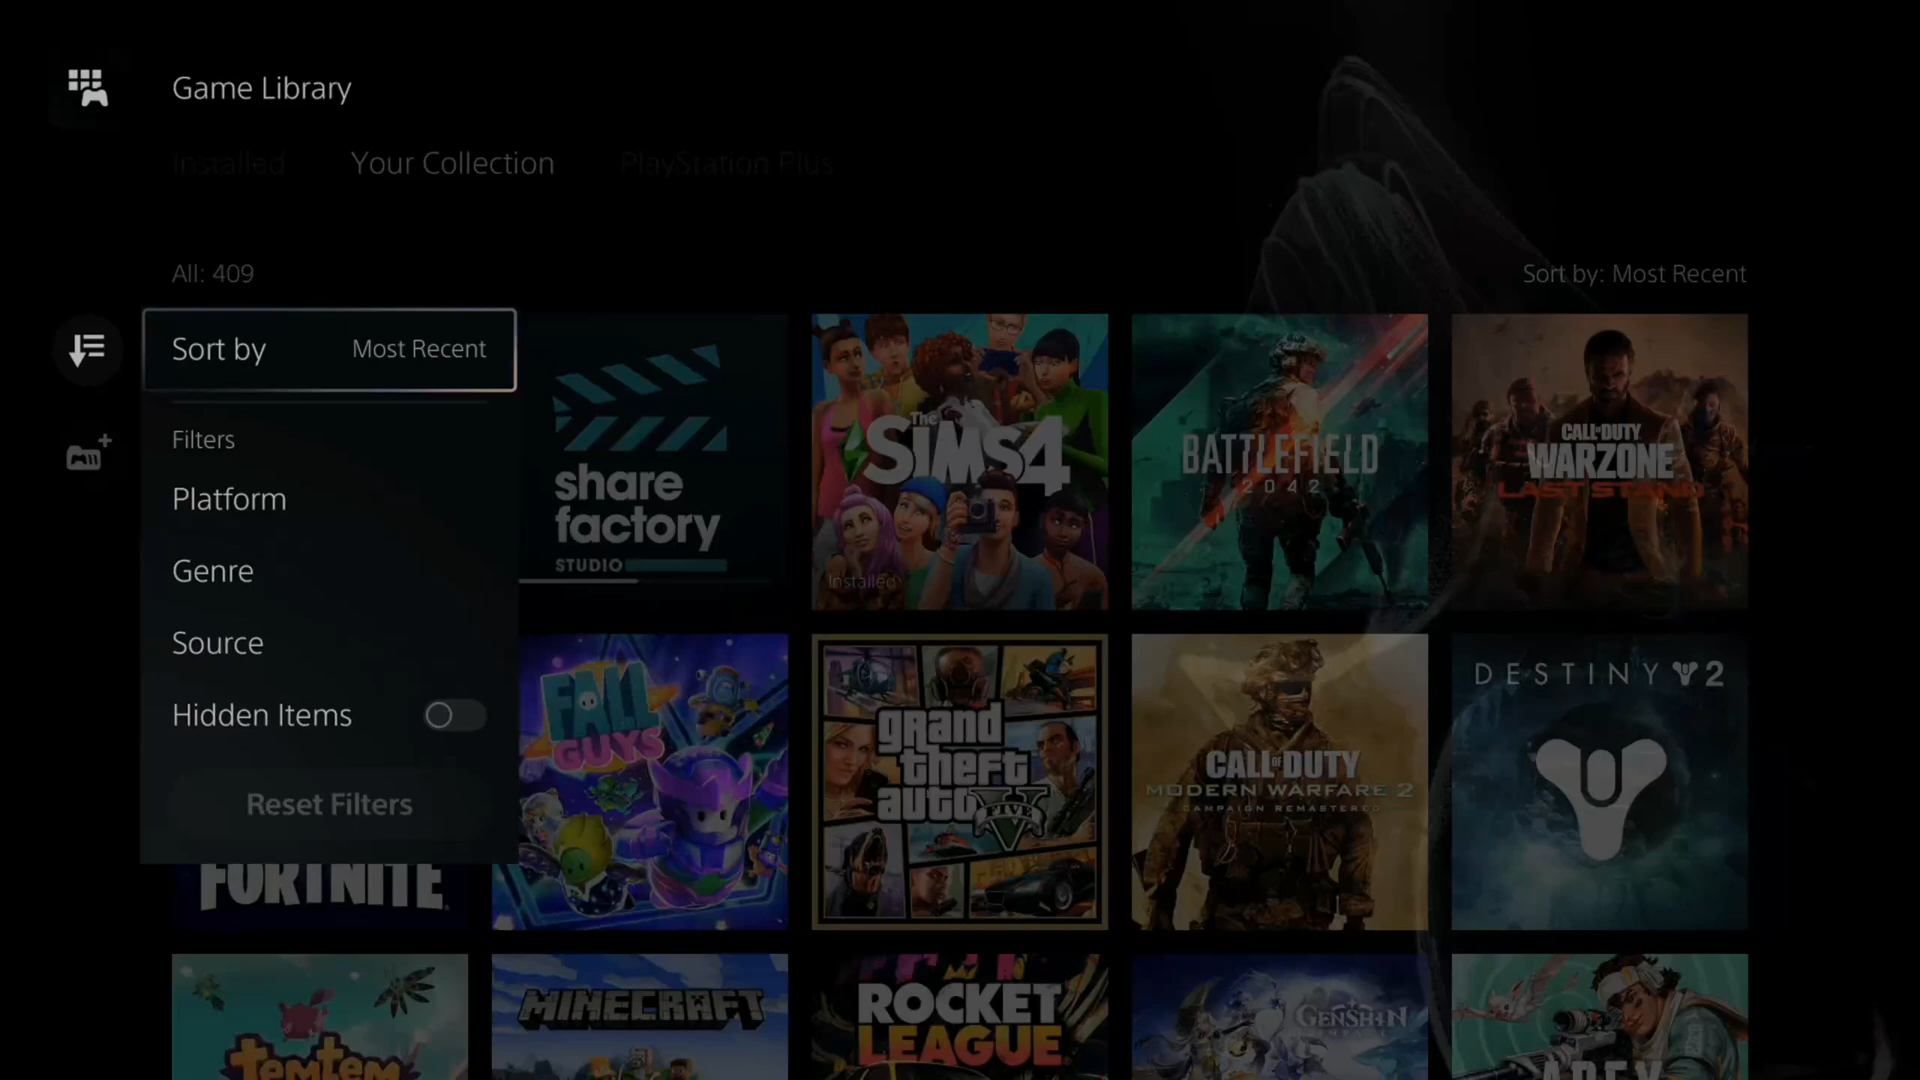 Game Library
Installed
Your Collection
PlayStation Plus
All: 409
Sort by: Most Recent
Sort by
Most Recent
Filters
Platform
Genre
Source
Hidden Items
Reset Filters
share
factory
STUDIO
The
SIMS4
Installed
BATTLEFIELD
2042
CALL OF DUTY
WARZONE
LAST STAND
FORTNITE
FALL
GUYS
grand
theft
auto V
FIVE
CALL OF DUTY
MODERN WARFARE 2
CAMPAIGN REMASTERED
DESTINY 2
temtem
MINECRAFT
ROCKET
LEAGUE
GENSHIN
APEX